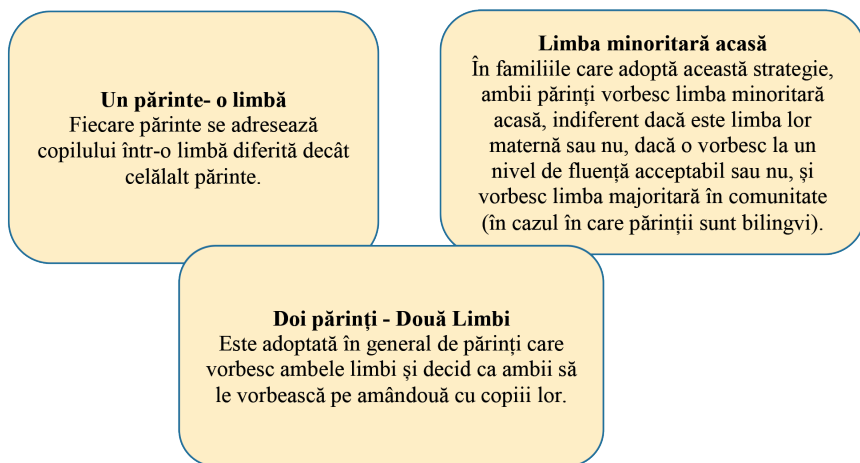 Un părinte- o limbă
Fiecare părinte se adresează
copilului într-o limbă diferită decât
celălalt părinte.
Limba minoritară acasă
În familiile care adoptă această strategie,
ambii părinți vorbesc limba minoritară
acasă, indiferent dacă este limba lor
maternă sau nu, dacă o vorbesc la un
nivel de fluență acceptabil sau nu, și
vorbesc limba majoritară în comunitate
(în cazul în care părinții sunt bilingvi).
Doi părinți - Două Limbi
Este adoptată în general de părinți care
vorbesc ambele limbi și decid ca ambii să
le vorbească pe amândouă cu copiii lor.